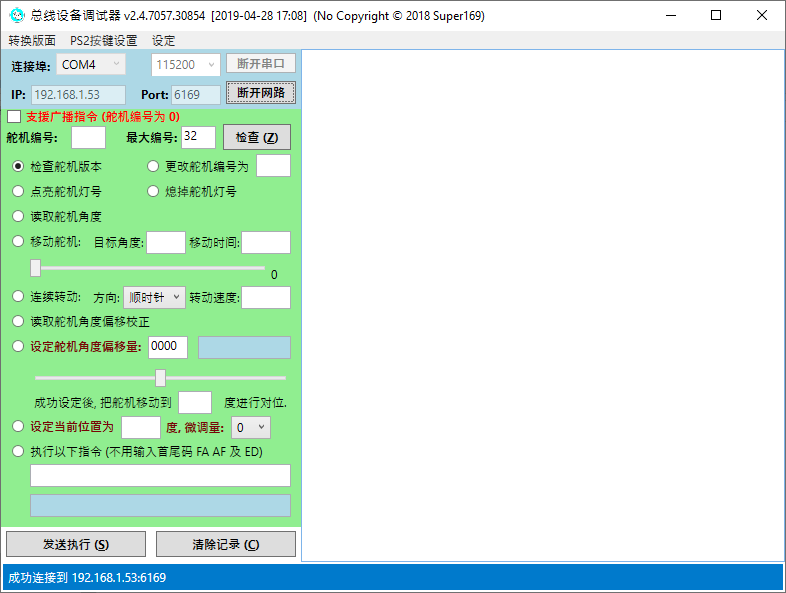 总线设备调试器 v2.4.7057.30854 [2019-04-28 17:08] (No Copyright © 2018 Super169)
转换版面 PS2按键设置 设定
连接埠: COM4 115200 断开串口
IP: 192.168.1.53 Port: 6169 断开网路
支援广播指令 (舵机编号为 0)
舵机编号: 最大编号: 32 检查 (Z)
检查舵机版本 更改舵机编号为
点亮舵机灯号 熄掉舵机灯号
读取舵机角度
移动舵机: 目标角度: 移动时间:
0
连续转动: 方向: 顺时针 转动速度:
读取舵机角度偏移校正
设定舵机角度偏移量: 0000
成功设定後, 把舵机移动到 度进行对位.
设定当前位置为 度, 微调量: 0
执行以下指令 (不用输入首尾码 FA AF 及 ED)
发送执行 (S) 清除记录 (C)
成功连接到 192.168.1.53:6169